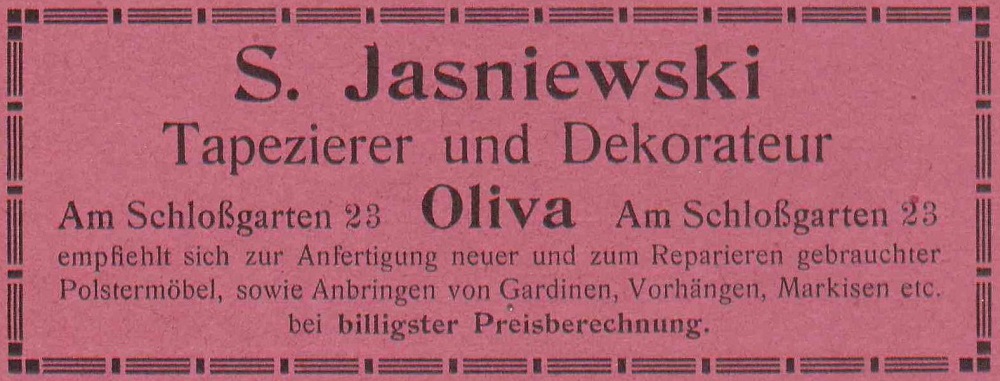 S. Jasniewski
Tapezierer und Dekorateur
Am Schloßgarten 23 Oliva Am Schloßgarten 23
empfiehlt sich zur Anfertigung neuer und zum Reparieren gebrauchter
Polstermöbel, sowie Anbringen von Gardinen, Vorhängen, Markisen etc.
bei billigster Preisberechnung.